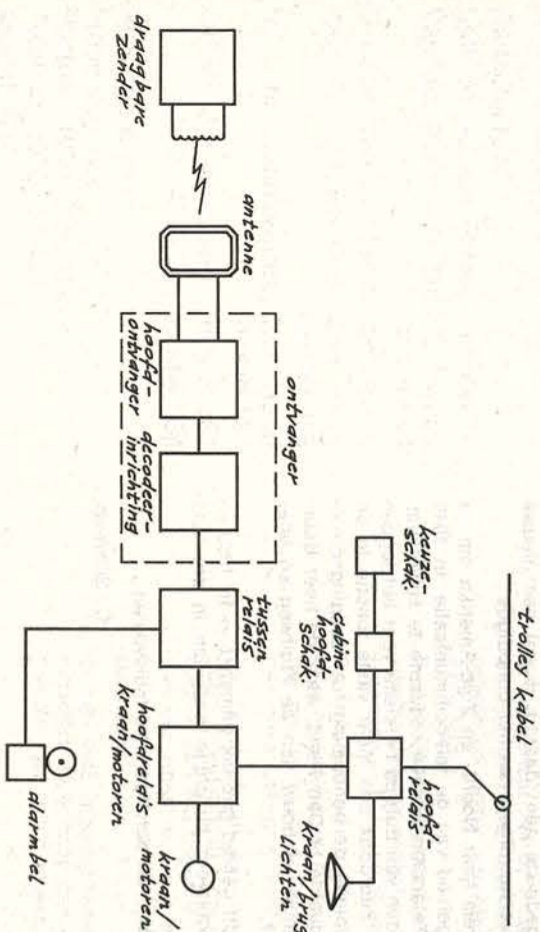 draagbare
zender
antenne
ontvanger
hoofd-
ontvanger
decodeer-
inrichting
tussen
relais
hoofdrelais
kraan/motoren
kraan/
motoren
alarmbel
trolley kabel
keuze-
schak.
cabine
hoofd-
schak.
hoofd-
relais
kraan/brug
lichten